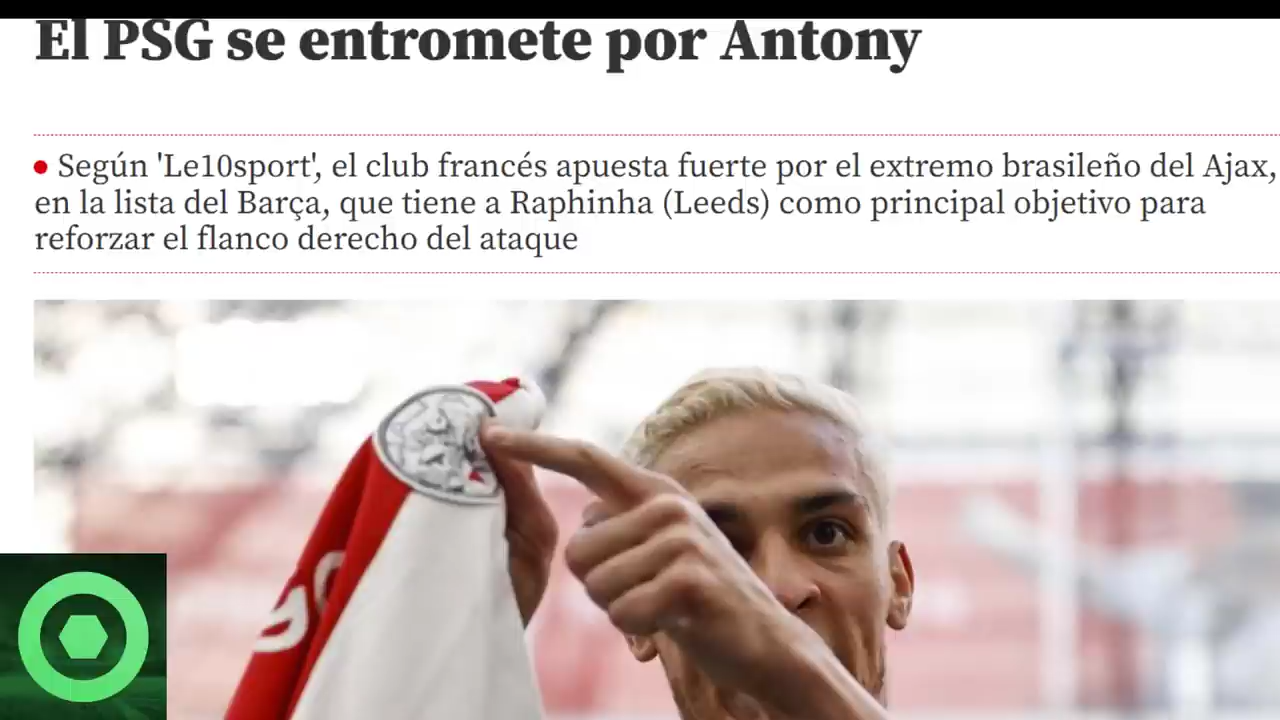 El PSG se entromete por Antony
Según 'Le10sport', el club francés apuesta fuerte por el extremo brasileño del Ajax,
en la lista del Barça, que tiene a Raphinha (Leeds) como principal objetivo para
reforzar el flanco derecho del ataque